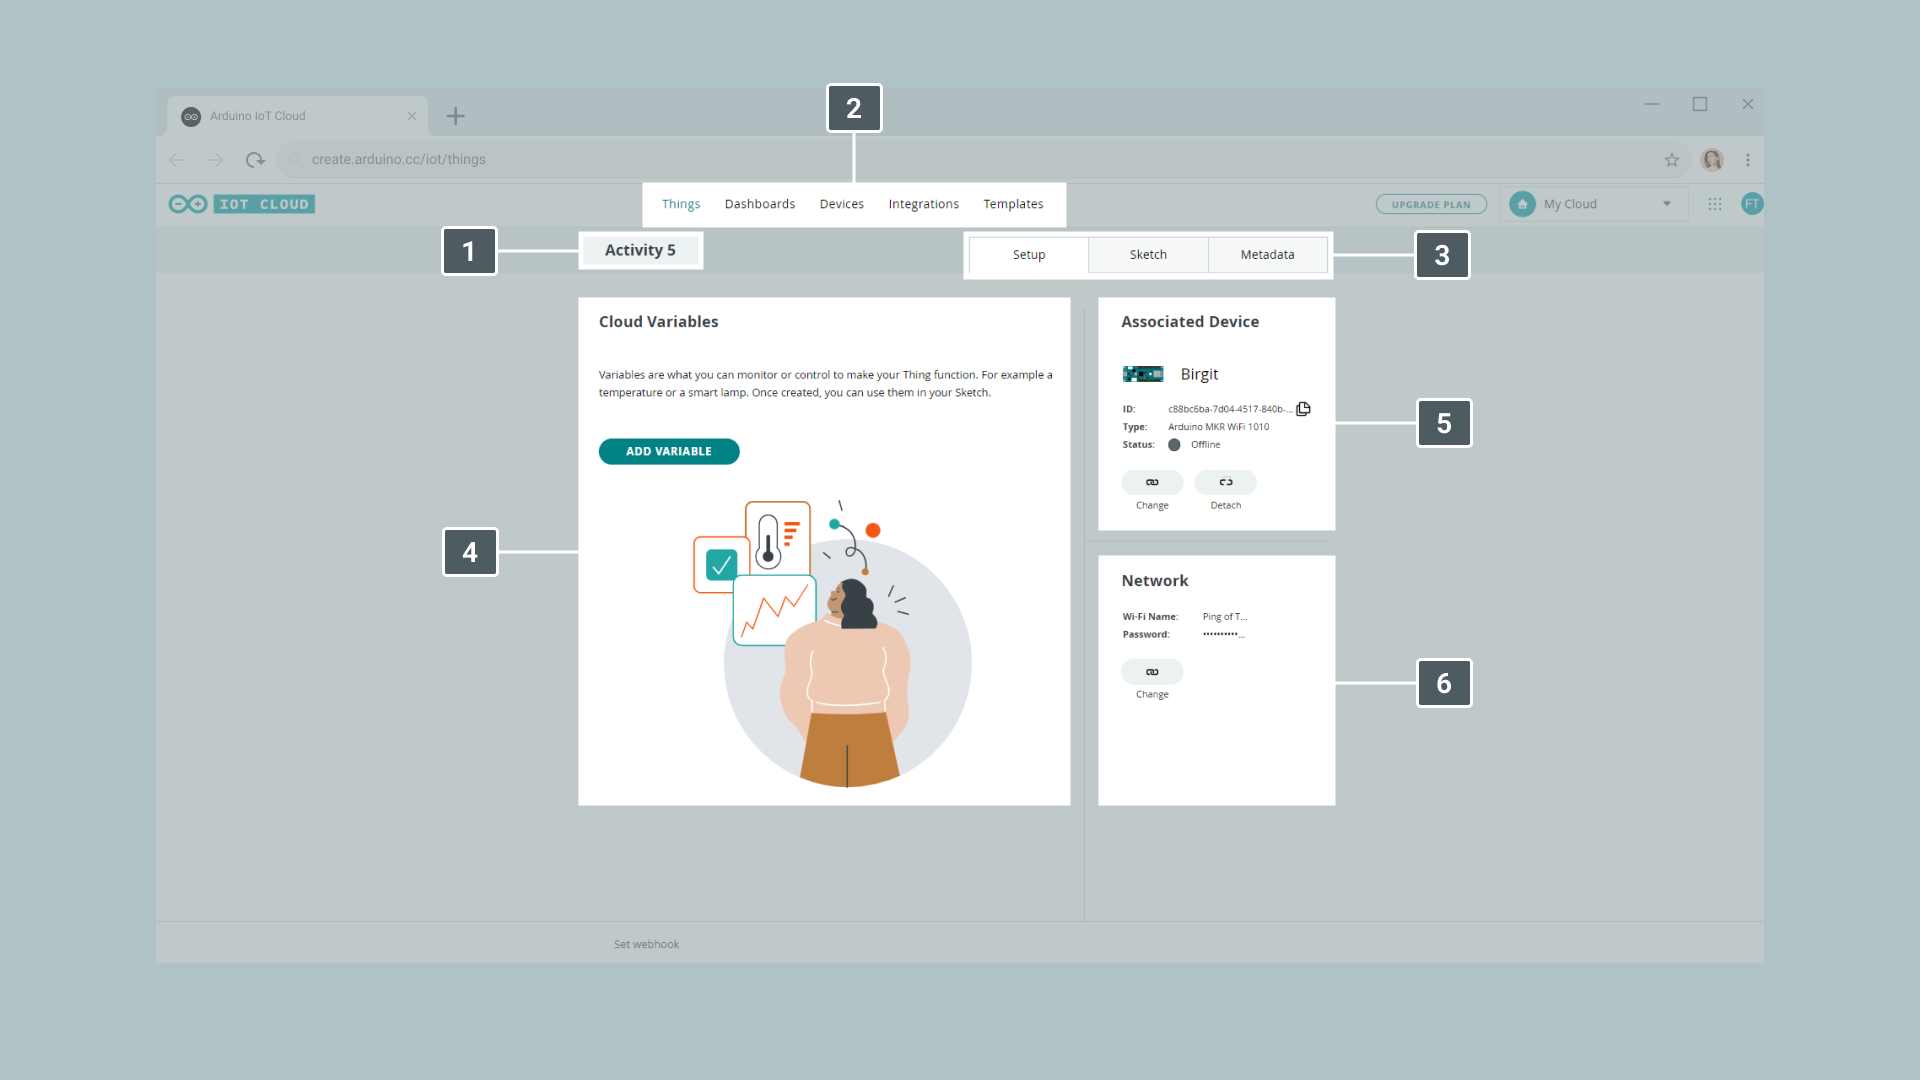 2
Arduino IoT Cloud
create.arduino.cc/iot/things
IOT CLOUD
Things Dashboards Devices Integrations Templates
UPGRADE PLAN
My Cloud
FT
1
Activity 5
Setup Sketch Metadata
3
Cloud Variables
Variables are what you can monitor or control to make your Thing function. For example a
temperature or a smart lamp. Once created, you can use them in your Sketch.
ADD VARIABLE
4
Associated Device
Birgit
ID: c88bc6ba-7d04-4517-840b-...
Type: Arduino MKR WiFi 1010
Status: Offline
Change Detach
5
Network
Wi-Fi Name: Ping of T...
Password: ••••••••••...
Change
6
Set webhook